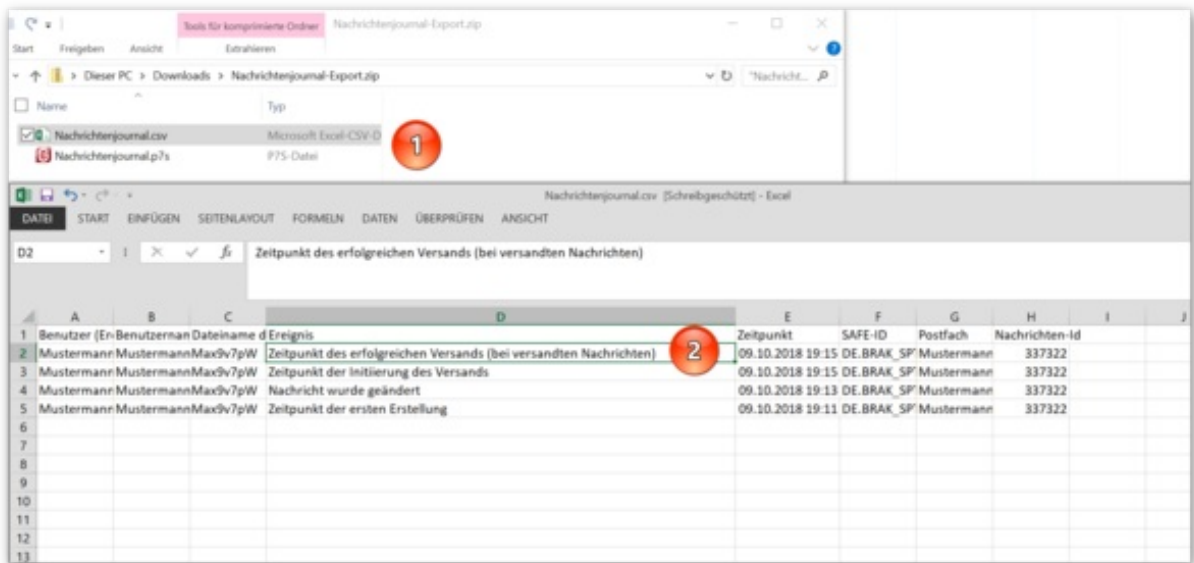 Tools für komprimierte Ordner Nachrichtenjournal-Export.zip
Start Freigeben Ansicht Extrahieren
Dieser PC > Downloads > Nachrichtenjournal-Export.zip "Nachricht...
Name Typ
Nachrichtenjournal.csv Microsoft Excel-CSV-D
Nachrichtenjournal.p7s P7S-Datei
1
Nachrichtenjournal.csv [Schreibgeschützt] - Excel
DATEI START EINFÜGEN SEITENLAYOUT FORMELN DATEN ÜBERPRÜFEN ANSICHT
D2 fx Zeitpunkt des erfolgreichen Versands (bei versandten Nachrichten)
A B C D E F G H I J
1 Benutzer (Er Benutzernan Dateiname d Ereignis Zeitpunkt SAFE-ID Postfach Nachrichten-Id
2 Mustermann Mustermann Max9v7pW Zeitpunkt des erfolgreichen Versands (bei versandten Nachrichten) 2 09.10.2018 19:15 DE.BRAK_SP Mustermann 337322
3 Mustermann Mustermann Max9v7pW Zeitpunkt der Initiierung des Versands 09.10.2018 19:15 DE.BRAK_SP Mustermann 337322
4 Mustermann Mustermann Max9v7pW Nachricht wurde geändert 09.10.2018 19:13 DE.BRAK_SP Mustermann 337322
5 Mustermann Mustermann Max9v7pW Zeitpunkt der ersten Erstellung 09.10.2018 19:11 DE.BRAK_SP Mustermann 337322
6
7
8
9
10
11
12
13